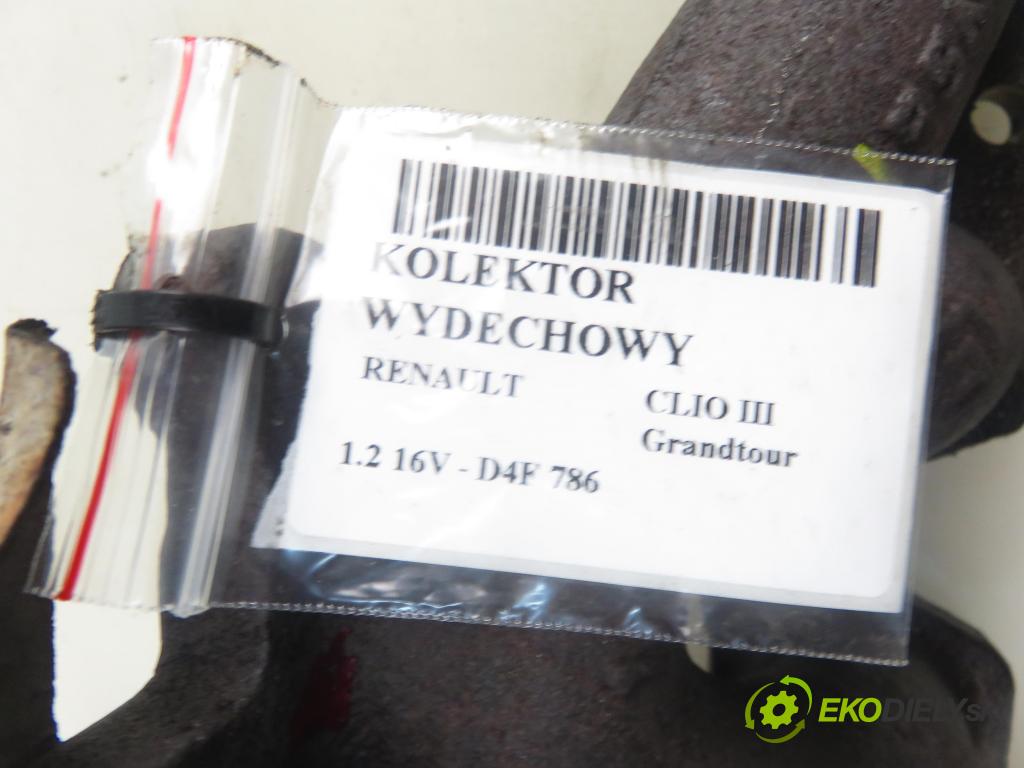 KOLEKTOR
WYDECHOWY
RENAULT
CLIO III
Grandtour
1.2 16V - D4F 786
EKODIELY.s